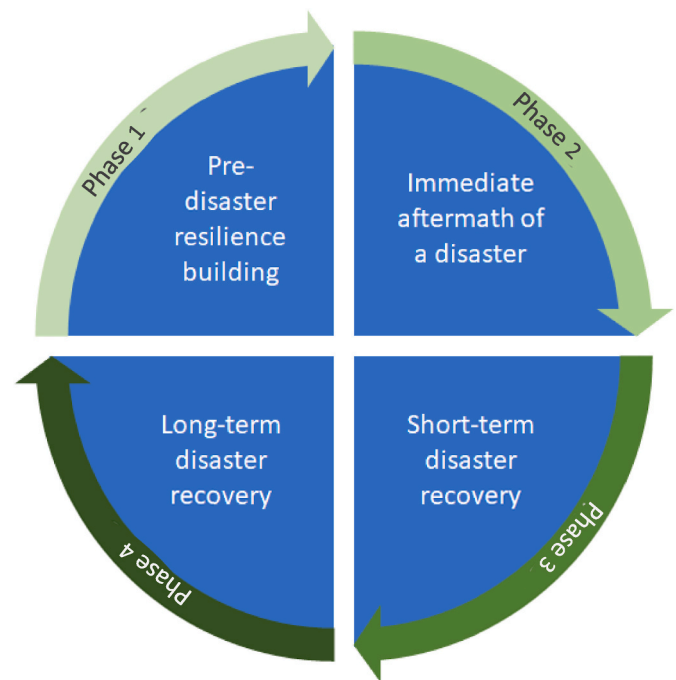 Phase 1
Pre-
disaster
resilience
building
Phase 2
Immediate
aftermath of
a disaster
Phase 3
Short-term
disaster
recovery
Phase 4
Long-term
disaster
recovery